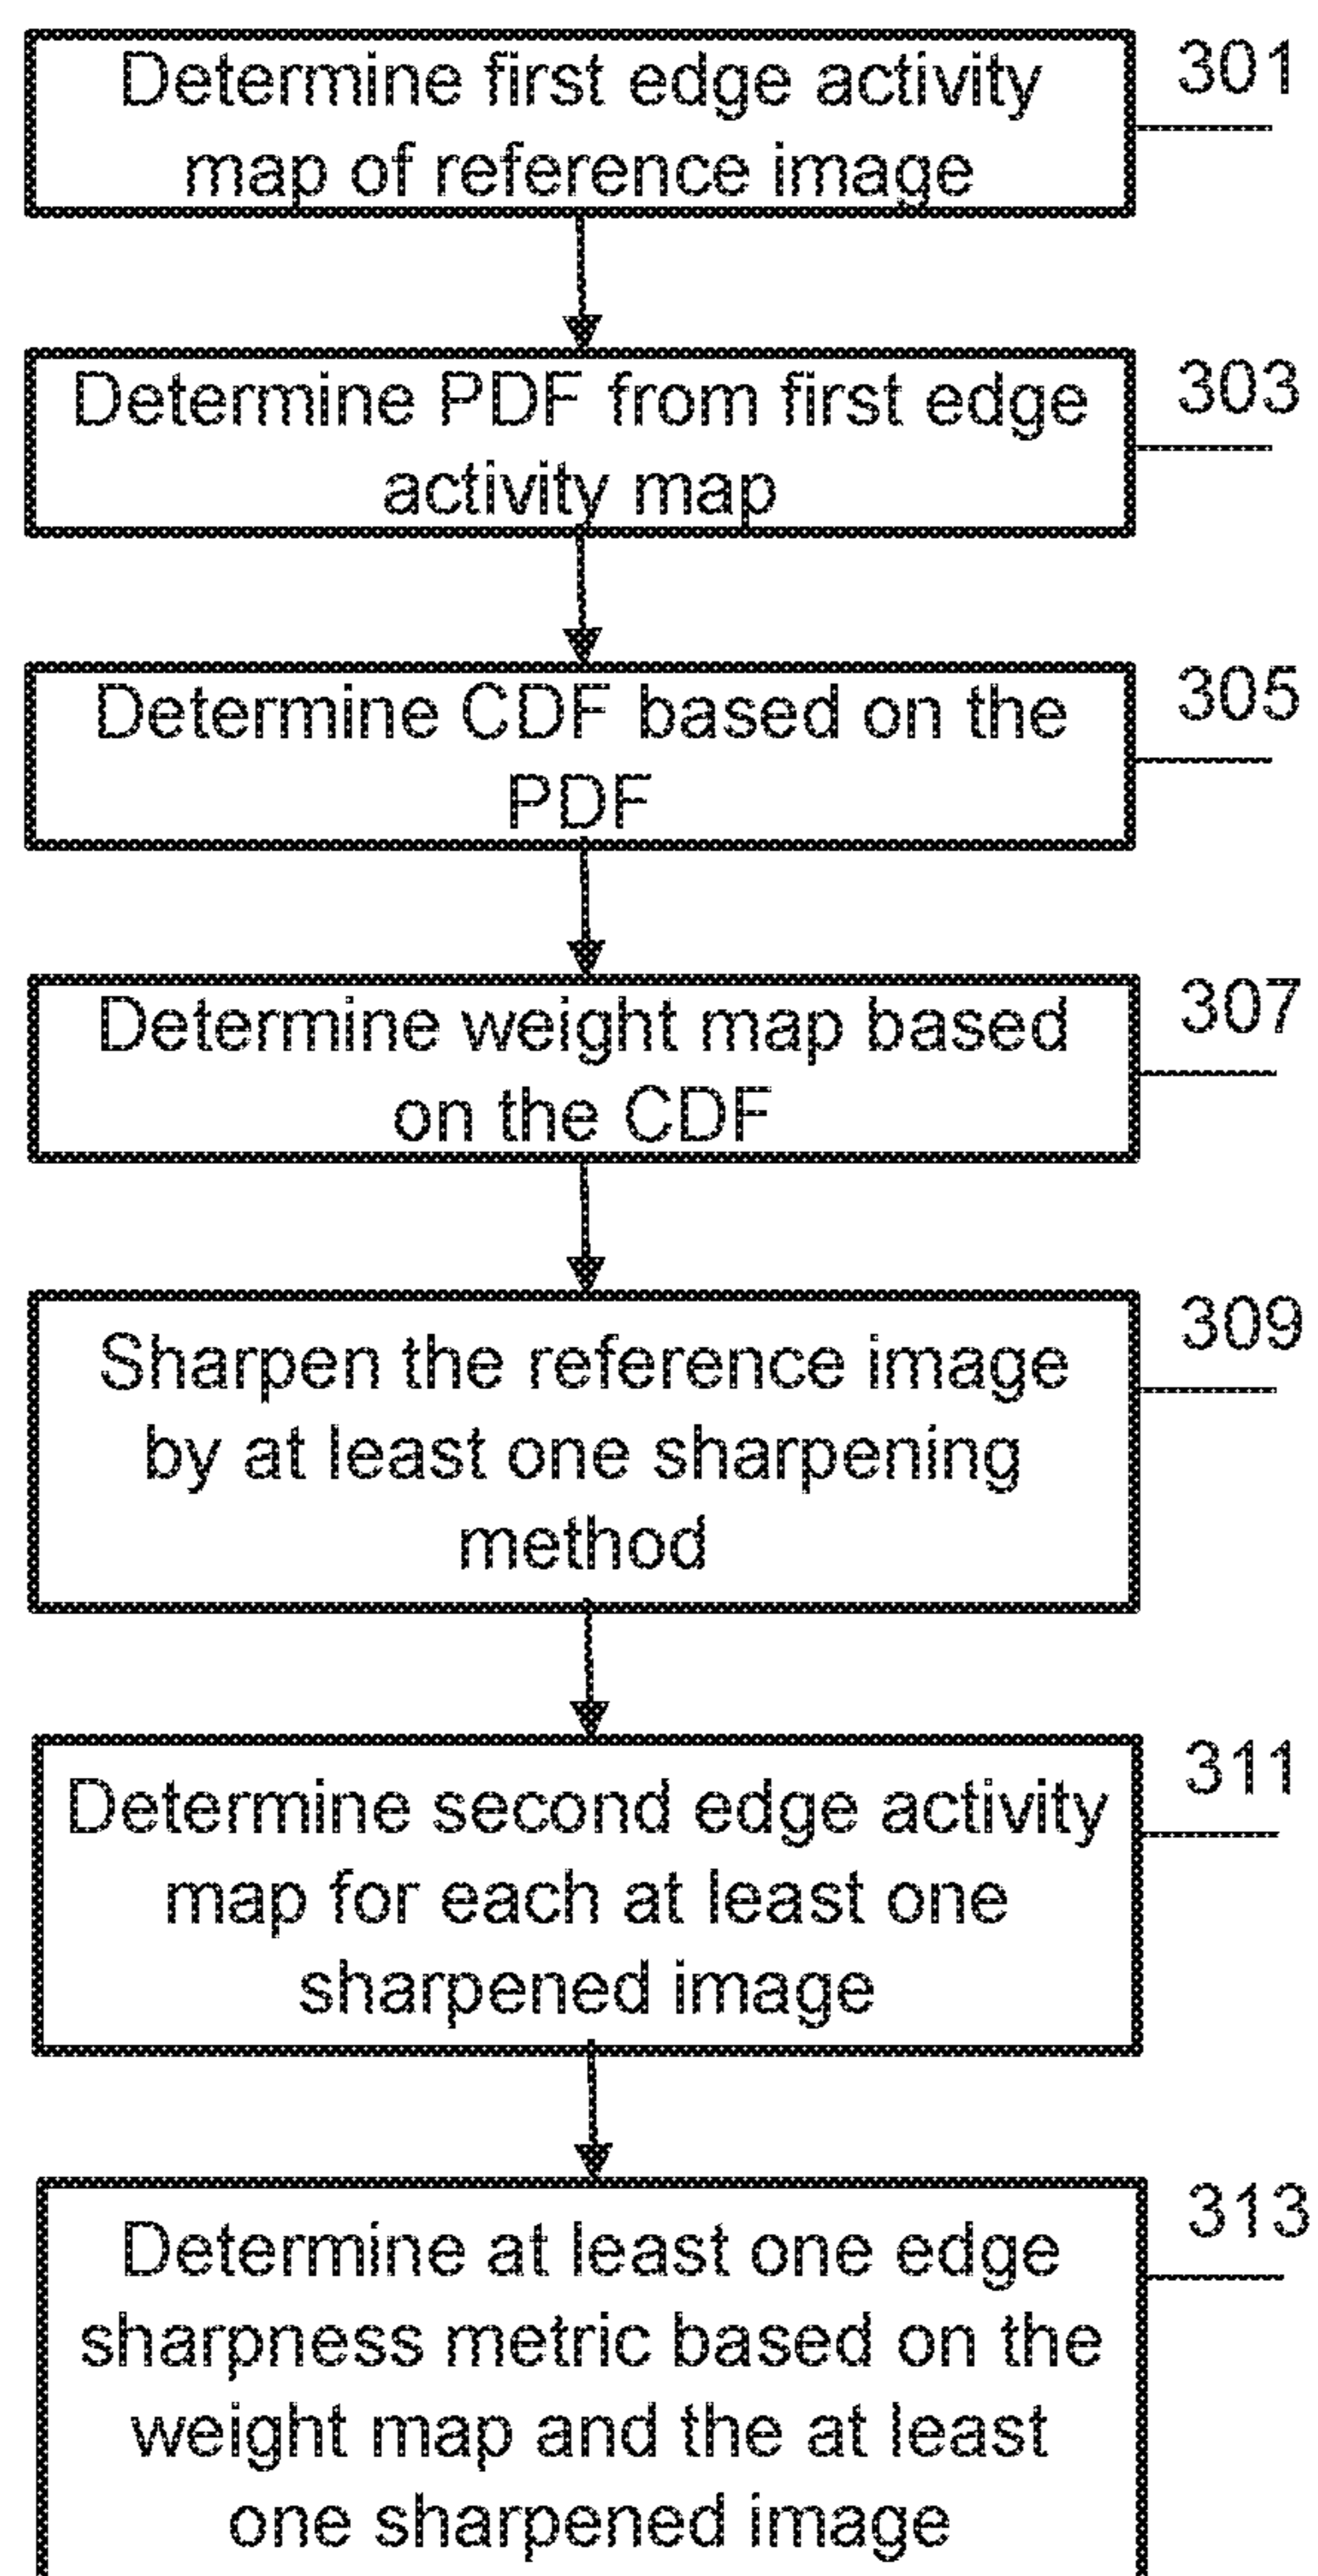 Determine first edge activity
map of reference image
301
Determine PDF from first edge
activity map
303
Determine CDF based on the
PDF
305
Determine weight map based
on the CDF
307
Sharpen the reference image
by at least one sharpening
method
309
Determine second edge activity
map for each at least one
sharpened image
311
Determine at least one edge
sharpness metric based on the
weight map and the at least
one sharpened image
313